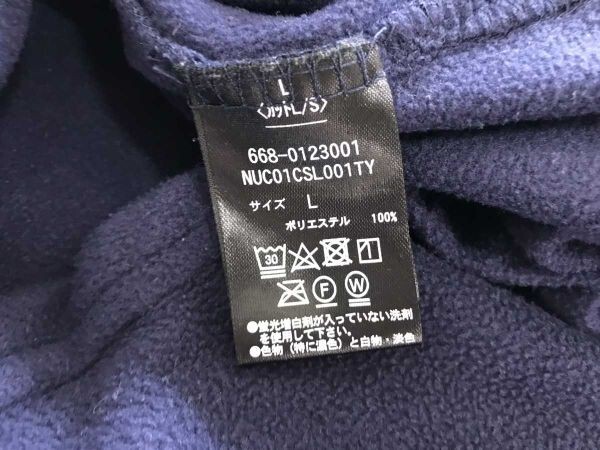 L
〈カットL/S〉
668-0123001
NUC01CSL001TY
サイズ L
ポリエステル 100%
30
F W
●蛍光増白剤が入っていない洗剤
を使用して下さい。
●色物（特に濃色）と白物・淡色